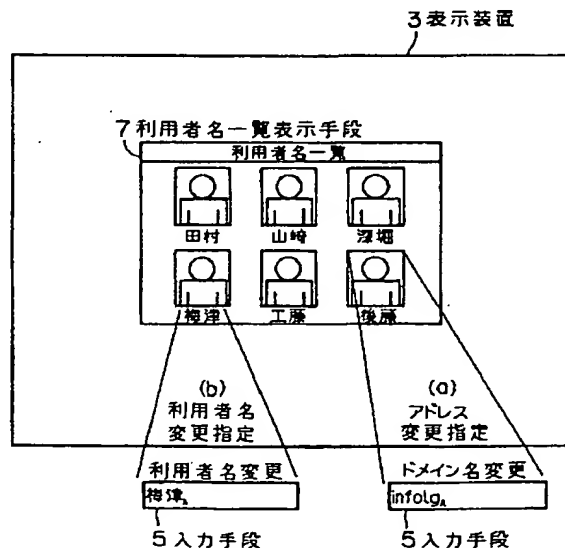 3表示装置
7利用者名一覧表示手段
利用者名一覧
田村 山崎 深堀
梅津 工藤 後藤
(b) (a)
利用者名 アドレス
変更指定 変更指定
利用者名変更 ドメイン名変更
梅津 infolg
5入力手段 5入力手段